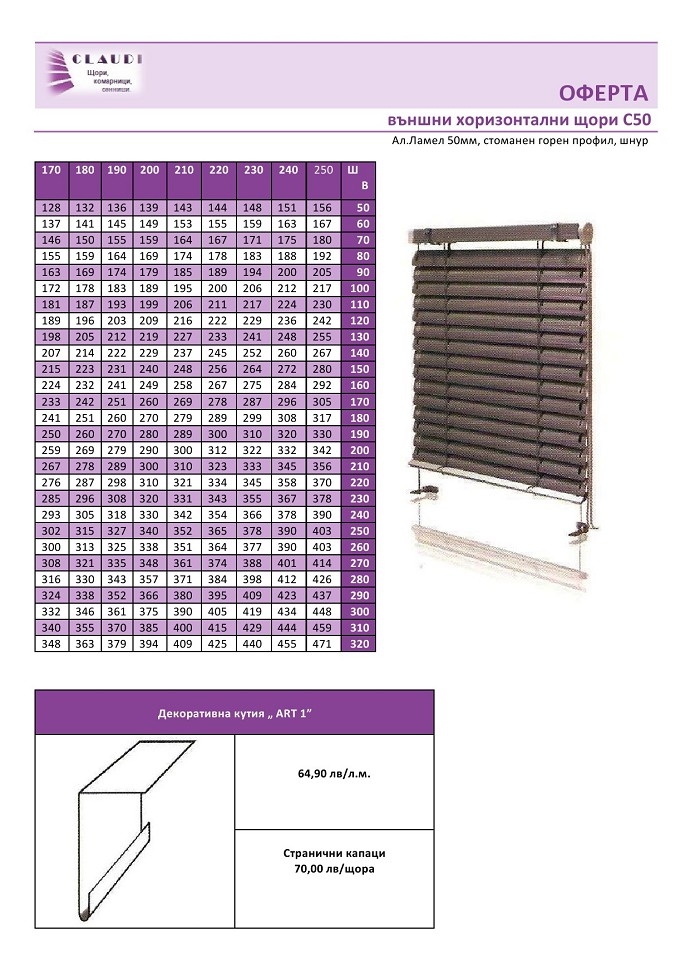 CLAUDI
Щори,
комарници,
сенници.
ОФЕРТА
външни хоризонтални щори С50
Ал.Ламел 50мм, стоманен горен профил, шнур
170 180 190 200 210 220 230 240 250 Ш
В
128 132 136 139 143 144 148 151 156 50
137 141 145 149 153 155 159 163 167 60
146 150 155 159 164 167 171 175 180 70
155 159 164 169 174 178 183 188 192 80
163 169 174 179 185 189 194 200 205 90
172 178 183 189 195 200 206 212 217 100
181 187 193 199 206 211 217 224 230 110
189 196 203 209 216 222 229 236 242 120
198 205 212 219 227 233 241 248 255 130
207 214 222 229 237 245 252 260 267 140
215 223 231 240 248 256 264 272 280 150
224 232 241 249 258 267 275 284 292 160
233 242 251 260 269 278 287 296 305 170
241 251 260 270 279 289 299 308 317 180
250 260 270 280 289 300 310 320 330 190
259 269 279 290 300 312 322 332 342 200
267 278 289 300 310 323 333 345 356 210
276 287 298 310 321 334 345 358 370 220
285 296 308 320 331 343 355 367 378 230
293 305 318 330 342 354 366 378 390 240
302 315 327 340 352 365 378 390 403 250
300 313 325 338 351 364 377 390 403 260
308 321 335 348 361 374 388 401 414 270
316 330 343 357 371 384 398 412 426 280
324 338 352 366 380 395 409 423 437 290
332 346 361 375 390 405 419 434 448 300
340 355 370 385 400 415 429 444 459 310
348 363 379 394 409 425 440 455 471 320
Декоративна кутия „ ART 1”
64,90 лв/л.м.
Странични капаци
70,00 лв/щора